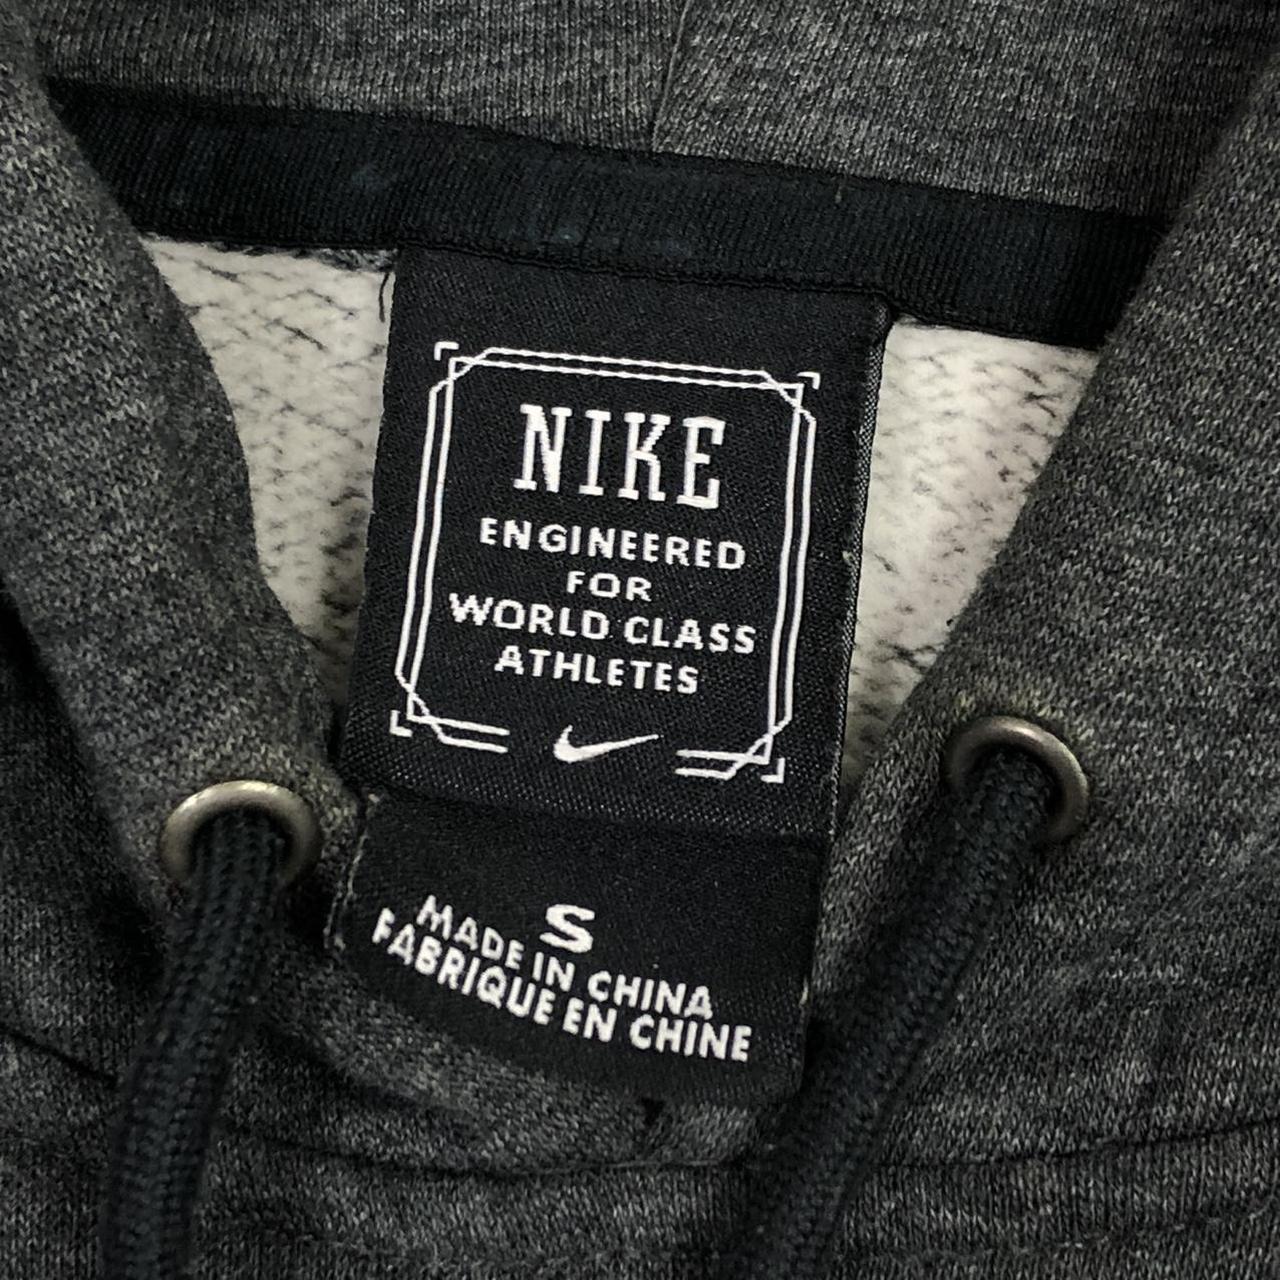 NIKE
ENGINEERED
FOR
WORLD CLASS
ATHLETES
S
MADE IN CHINA
FABRIQUE EN CHINE